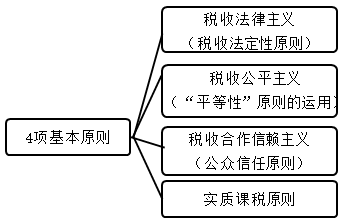 税收法律主义
（税收法定性原则）
税收公平主义
（“平等性”原则的运用）
4项基本原则
税收合作信赖主义
（公众信任原则）
实质课税原则